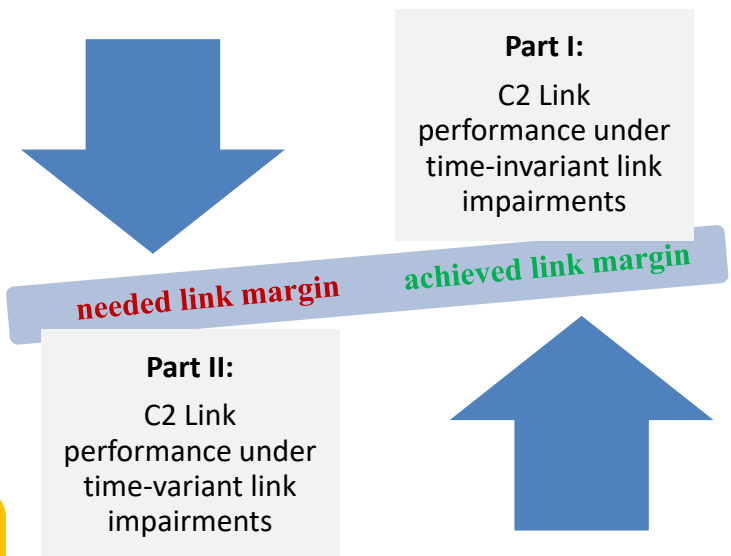 Part I:
C2 Link
performance under
time-invariant link
impairments
needed link margin
achieved link margin
Part II:
C2 Link
performance under
time-variant link
impairments